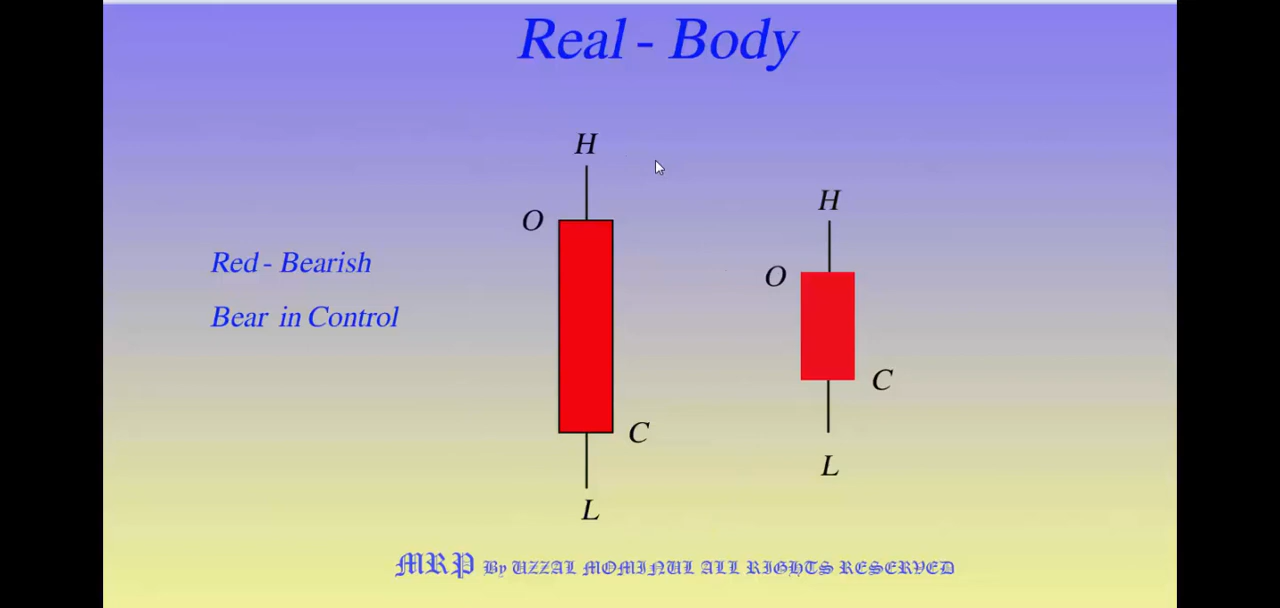 Real - Body
H
H
O
Red - Bearish
O
Bear in Control
C
C
L
L
MRP By UZZAL MOMINUL ALL RIGHTS RESERVED